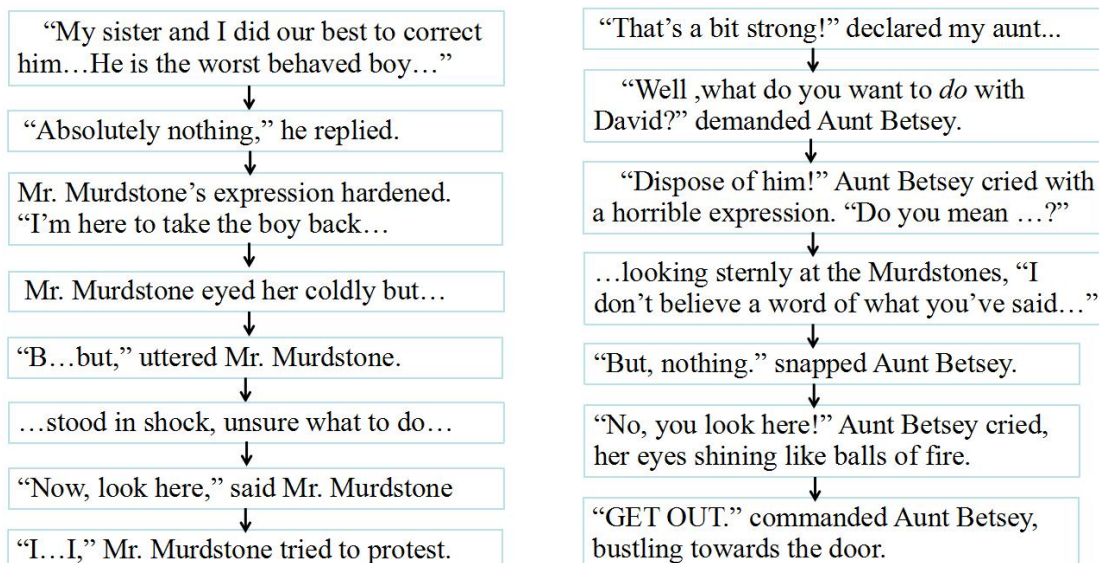 “My sister and I did our best to correct
him…He is the worst behaved boy…”
“Absolutely nothing,” he replied.
Mr. Murdstone’s expression hardened.
“I’m here to take the boy back…
Mr. Murdstone eyed her coldly but…
“B…but,” uttered Mr. Murdstone.
…stood in shock, unsure what to do…
“Now, look here,” said Mr. Murdstone
“I…I,” Mr. Murdstone tried to protest.
“That’s a bit strong!” declared my aunt...
“Well ,what do you want to do with
David?” demanded Aunt Betsey.
“Dispose of him!” Aunt Betsey cried with
a horrible expression. “Do you mean …?”
…looking sternly at the Murdstones, “I
don’t believe a word of what you’ve said…”
“But, nothing.” snapped Aunt Betsey.
“No, you look here!” Aunt Betsey cried,
her eyes shining like balls of fire.
“GET OUT.” commanded Aunt Betsey,
bustling towards the door.